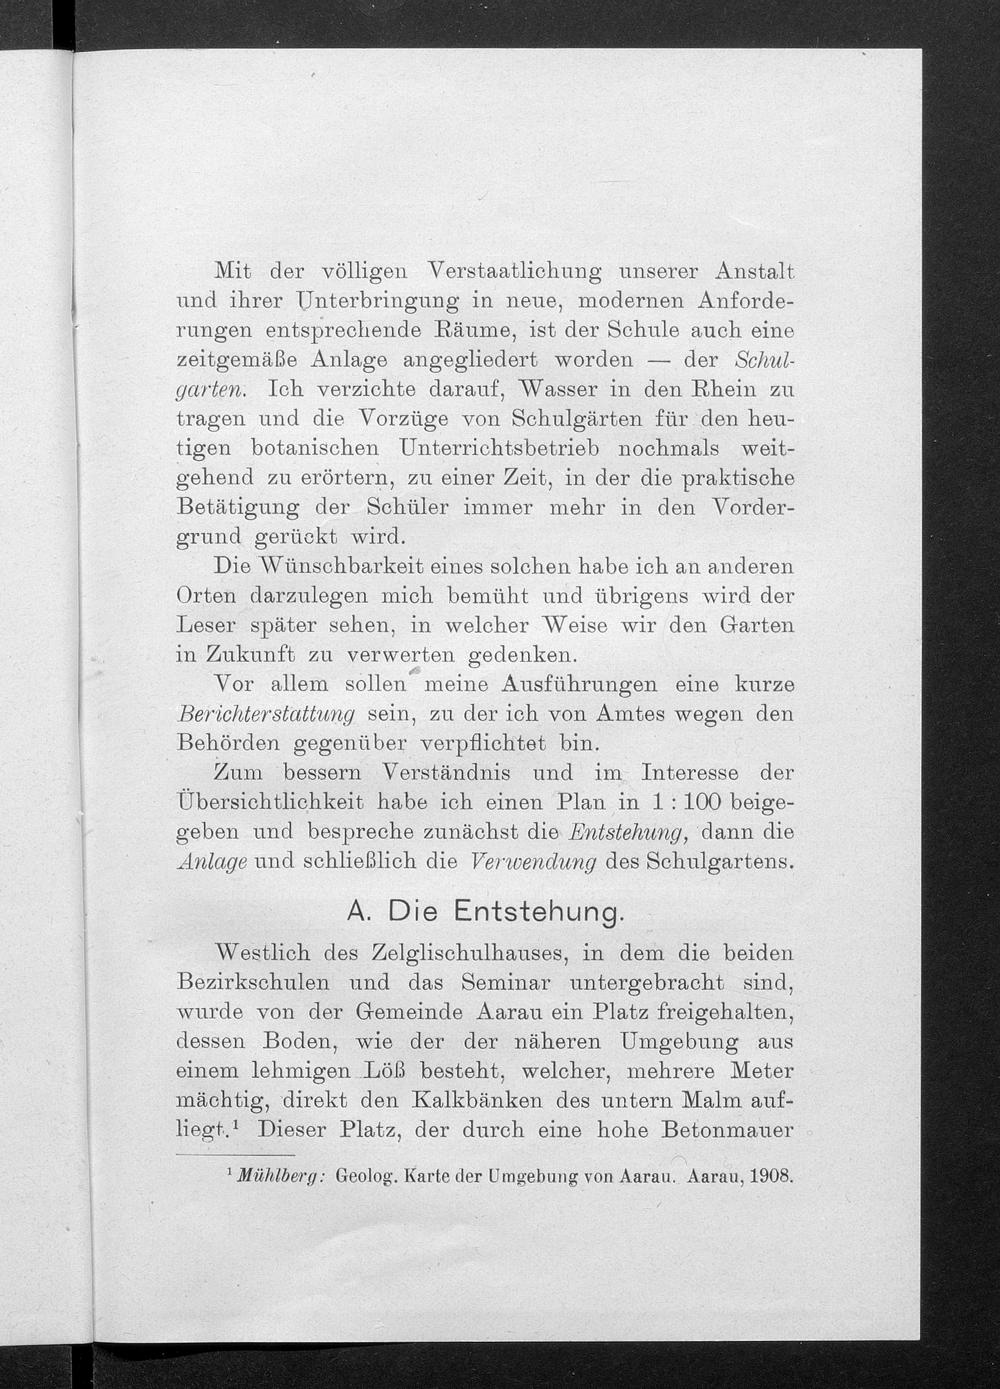 Mit der völligen Verstaatlichung unserer Anstalt
und ihrer Unterbringung in neue, modernen Anforde-
rungen entsprechende Räume, ist der Schule auch eine
zeitgemäße Anlage angegliedert worden — der Schul-
garten. Ich verzichte darauf, Wasser in den Rhein zu
tragen und die Vorzüge von Schulgärten für den heu-
tigen botanischen Unterrichtsbetrieb nochmals weit-
gehend zu erörtern, zu einer Zeit, in der die praktische
Betätigung der Schüler immer mehr in den Vorder-
grund gerückt wird.
Die Wünschbarkeit eines solchen habe ich an anderen
Orten darzulegen mich bemüht und übrigens wird der
Leser später sehen, in welcher Weise wir den Garten
in Zukunft zu verwerten gedenken.
Vor allem sollen meine Ausführungen eine kurze
Berichterstattung sein, zu der ich von Amtes wegen den
Behörden gegenüber verpflichtet bin.
Zum bessern Verständnis und im Interesse der
Übersichtlichkeit habe ich einen Plan in 1 : 100 beige-
geben und bespreche zunächst die Entstehung, dann die
Anlage und schließlich die Verwendung des Schulgartens.
A. Die Entstehung.
Westlich des Zelglischulhauses, in dem die beiden
Bezirkschulen und das Seminar untergebracht sind,
wurde von der Gemeinde Aarau ein Platz freigehalten,
dessen Boden, wie der der näheren Umgebung aus
einem lehmigen Löß besteht, welcher, mehrere Meter
mächtig, direkt den Kalkbänken des untern Malm auf-
liegt.¹ Dieser Platz, der durch eine hohe Betonmauer
¹ Mühlberg: Geolog. Karte der Umgebung von Aarau. Aarau, 1908.